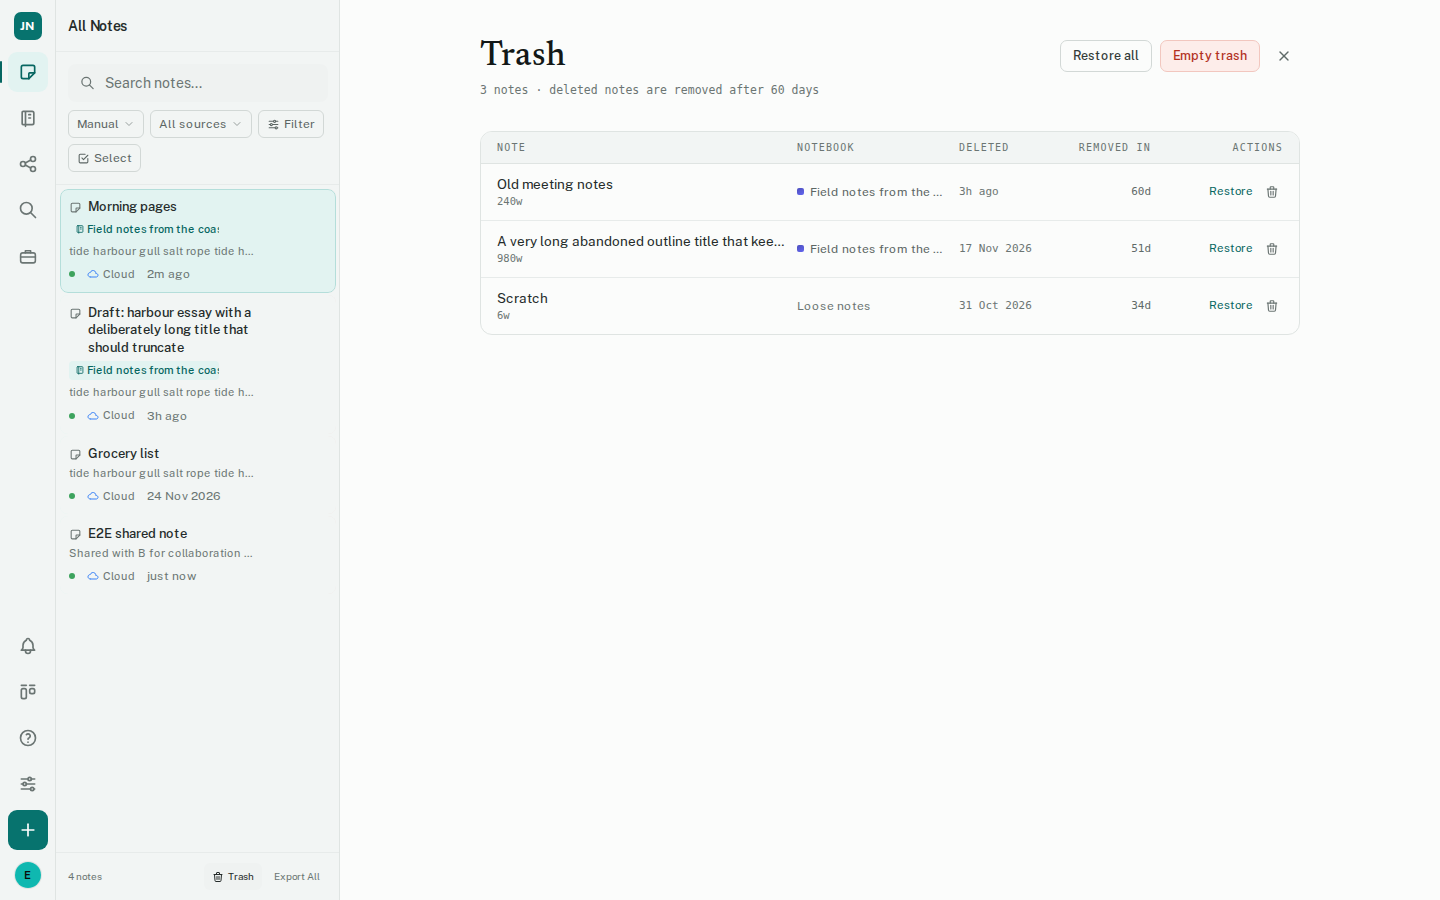 JN
All Notes
Search notes...
Manual
All sources
Filter
Select
Morning pages
Field notes from the coas
tide harbour gull salt rope tide h...
Cloud 2m ago
Draft: harbour essay with a
deliberately long title that
should truncate
Field notes from the coas
tide harbour gull salt rope tide h...
Cloud 3h ago
Grocery list
tide harbour gull salt rope tide h...
Cloud 24 Nov 2026
E2E shared note
Shared with B for collaboration ...
Cloud just now
E
4 notes
Trash
Export All
Trash
Restore all
Empty trash
3 notes · deleted notes are removed after 60 days
NOTE NOTEBOOK DELETED REMOVED IN ACTIONS
Old meeting notes
240w
Field notes from the ...
3h ago
60d
Restore
A very long abandoned outline title that kee...
980w
Field notes from the ...
17 Nov 2026
51d
Restore
Scratch
6w
Loose notes
31 Oct 2026
34d
Restore